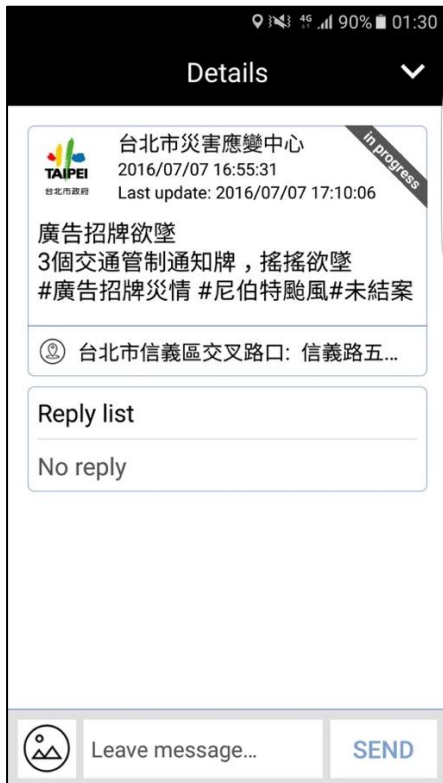 4G 90% 01:30
Details
台北市災害應變中心
in progress
2016/07/07 16:55:31
TAIPEI
台北市政府
Last update: 2016/07/07 17:10:06
廣告招牌欲墜
3個交通管制通知牌，搖搖欲墜
#廣告招牌災情 #尼伯特颱風#未結案
台北市信義區交叉路口: 信義路五...
Reply list
No reply
Leave message...
SEND